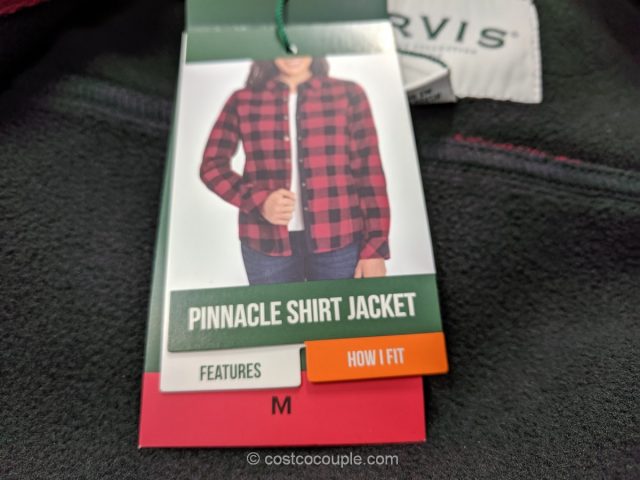 RVIS
PINNACLE SHIRT JACKET
FEATURES
HOW I FIT
M
© costcocouple.com